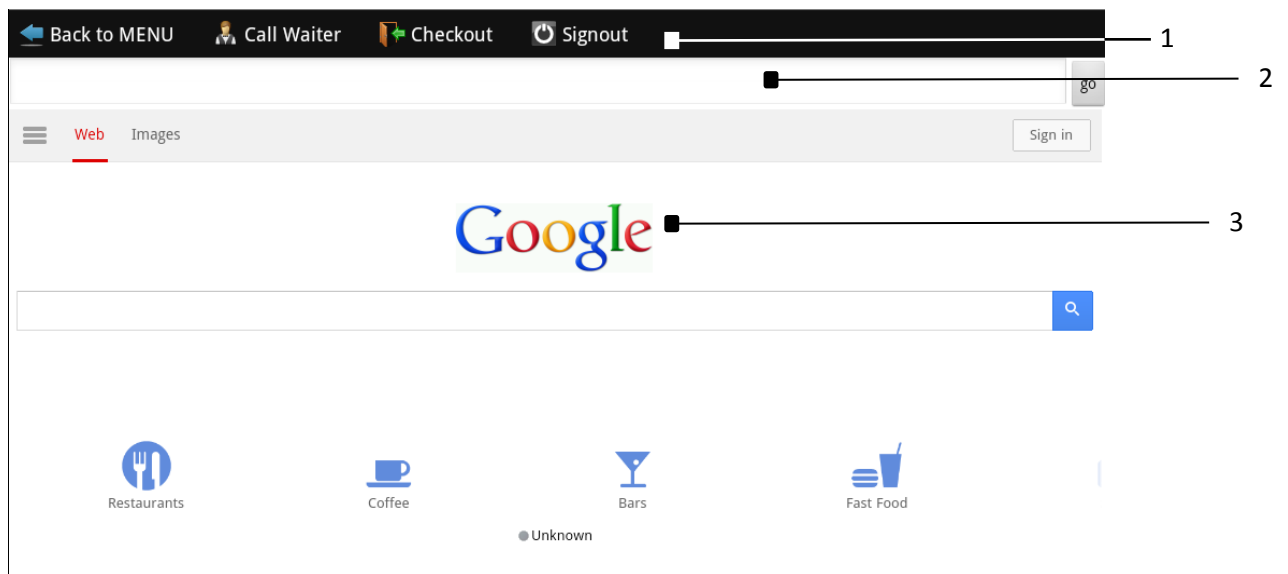 Back to MENU Call Waiter Checkout Signout 1
go 2
Web Images Sign in
Google 3
Restaurants Coffee Bars Fast Food
Unknown